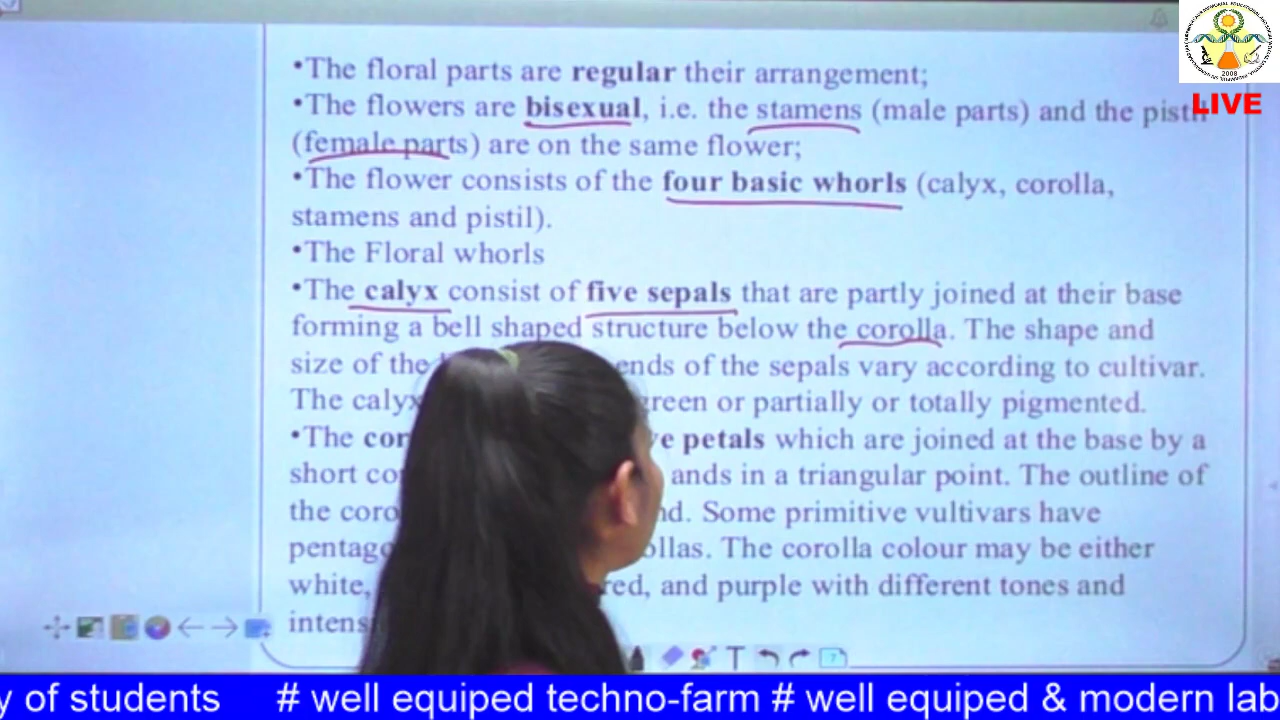 •The floral parts are regular their arrangement;
•The flowers are bisexual, i.e. the stamens (male parts) and the pistil
(female parts) are on the same flower;
•The flower consists of the four basic whorls (calyx, corolla,
stamens and pistil).
•The Floral whorls
•The calyx consist of five sepals that are partly joined at their base
forming a bell shaped structure below the corolla. The shape and
size of the ends of the sepals vary according to cultivar.
The calyx green or partially or totally pigmented.
•The petals which are joined at the base by a
short in a triangular point. The outline of
the Some primitive vultivars have
The corolla colour may be either
white, red, and purple with different tones and
LIVE
2008
of students # well equiped techno-farm # well equiped & modern lab